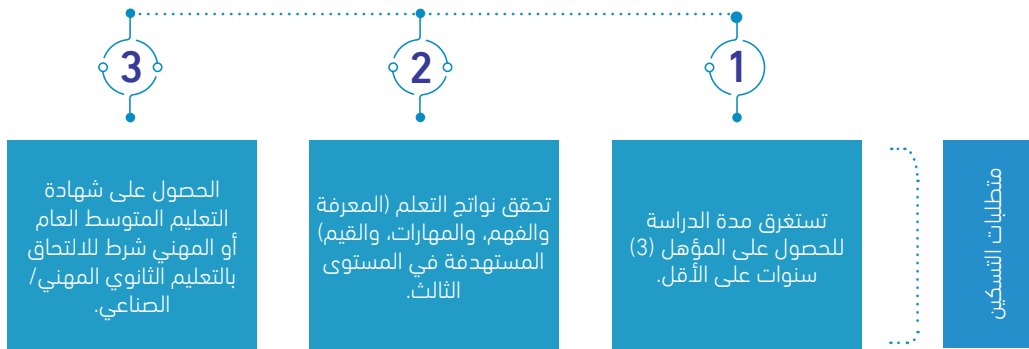 متطلبات التسكين
1
تستغرق مدة الدراسة
للحصول على المؤهل (3)
سنوات على الأقل.
2
تحقق نواتج التعلم (المعرفة
والفهم، والمهارات، والقيم)
المستهدفة في المستوى
الثالث.
3
الحصول على شهادة
التعليم المتوسط العام
أو المهني شرط للالتحاق
بالتعليم الثانوي المهني/
الصناعي.